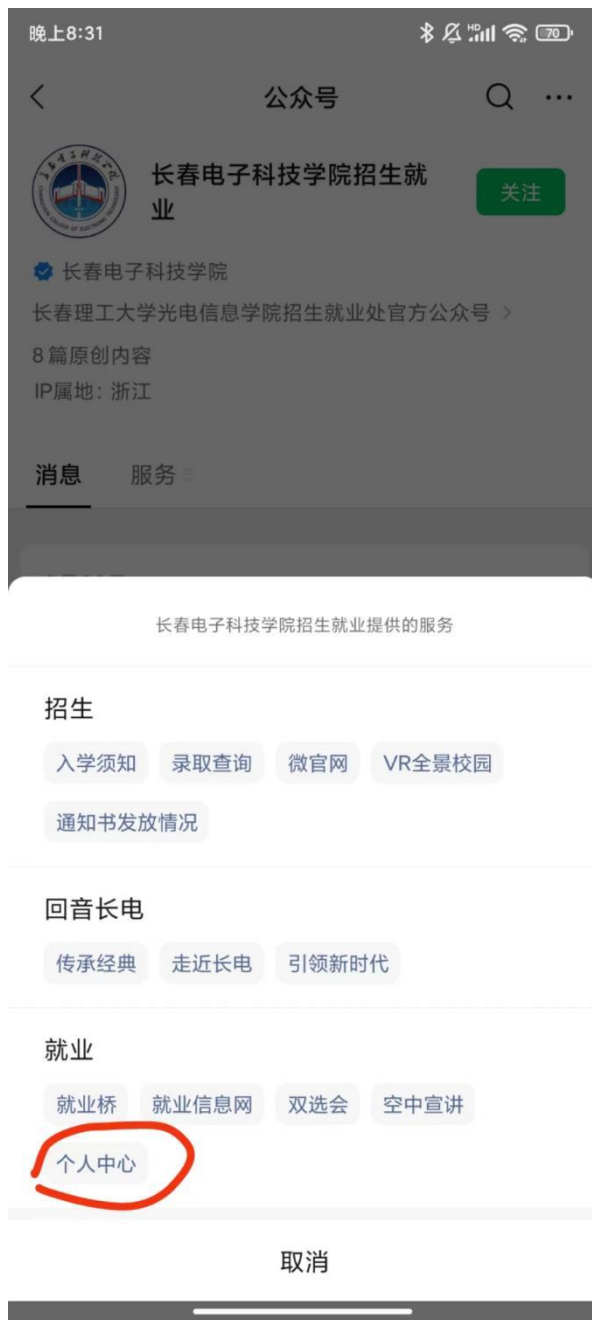 晚上8:31
HD
70
公众号
长春电子科技学院招生就
业
关注
长春电子科技学院
长春理工大学光电信息学院招生就业处官方公众号
8篇原创内容
IP属地：浙江
消息 服务
长春电子科技学院招生就业提供的服务
招生
入学须知 录取查询 微官网 VR全景校园
通知书发放情况
回音长电
传承经典 走近长电 引领新时代
就业
就业桥 就业信息网 双选会 空中宣讲
个人中心
取消